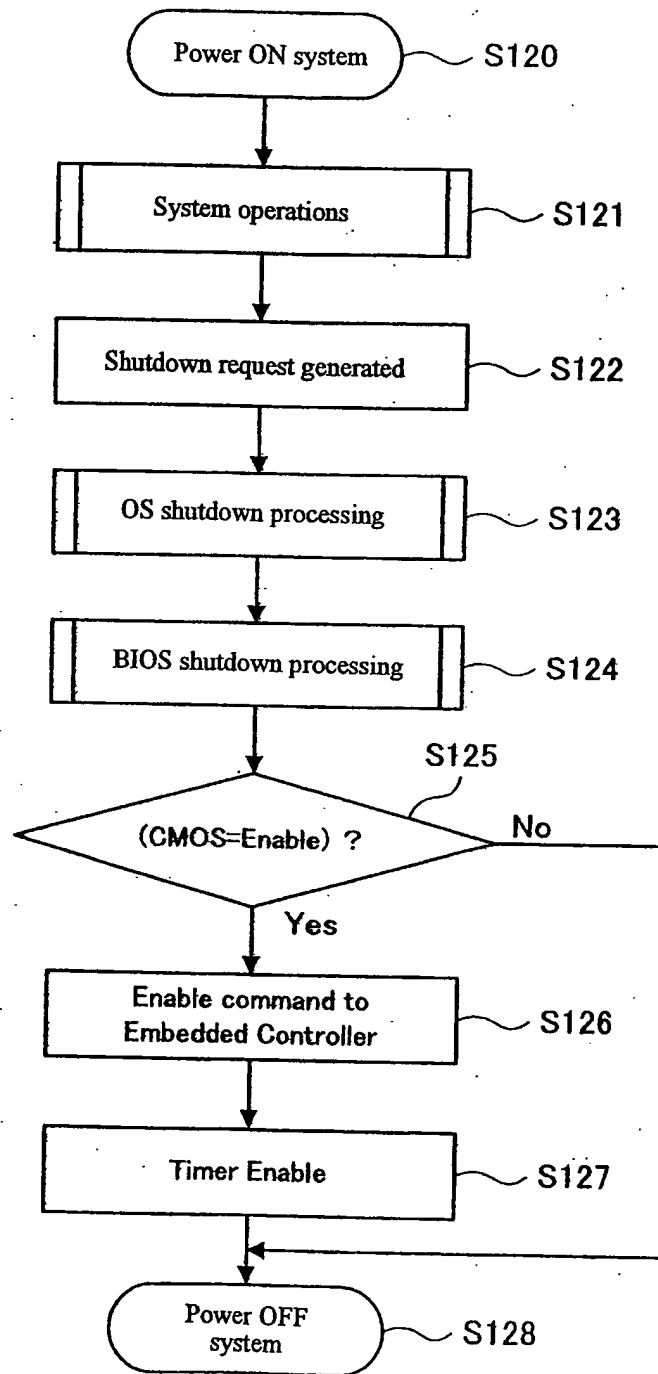 Power ON system
S120
System operations
S121
Shutdown request generated
S122
OS shutdown processing
S123
BIOS shutdown processing
S124
S125
(CMOS=Enable) ?
No
Yes
Enable command to
Embedded Controller
S126
Timer Enable
S127
Power OFF
system
S128